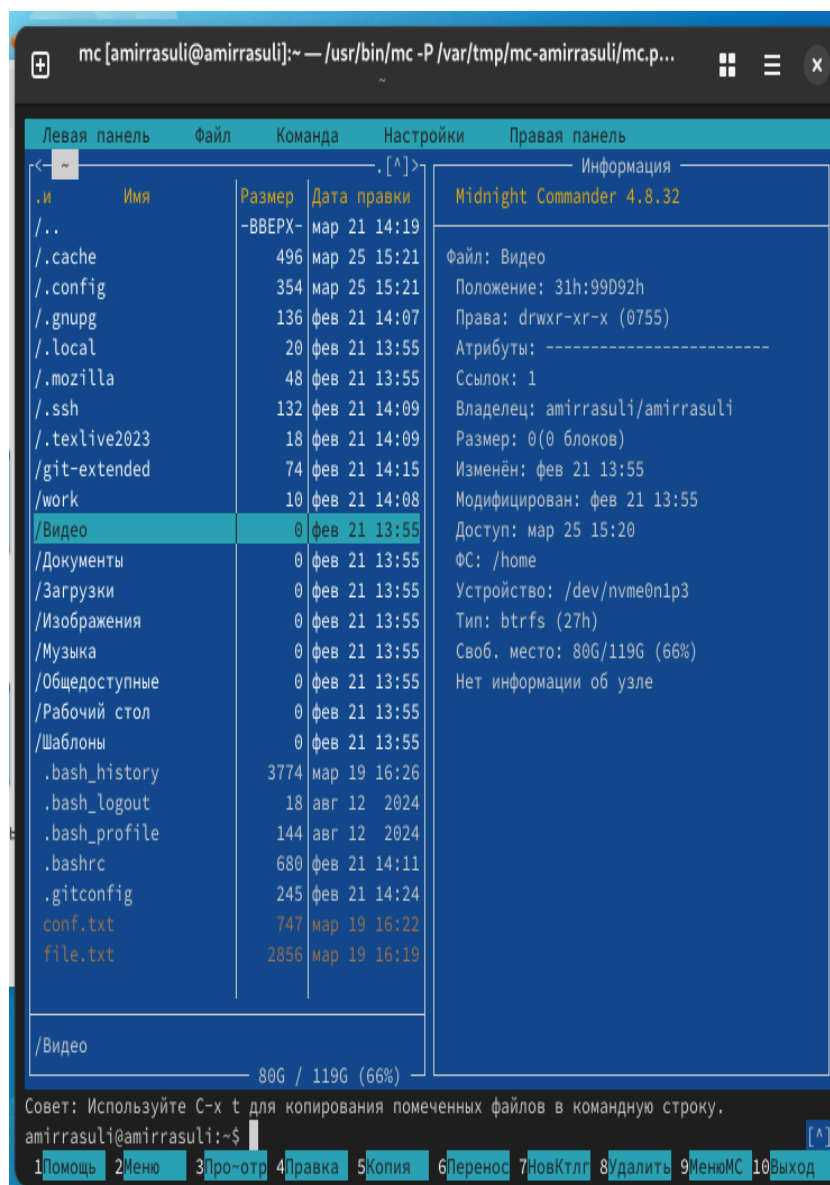 mc [amirrasuli@amirrasuli]:~ — /usr/bin/mc -P /var/tmp/mc-amirrasuli/mc.p...
~
Левая панель Файл Команда Настройки Правая панель
<- ~ .[^]>
.и Имя Размер Дата правки
/.. -ВВЕРХ- мар 21 14:19
/.cache 496 мар 25 15:21
/.config 354 мар 25 15:21
/.gnupg 136 фев 21 14:07
/.local 20 фев 21 13:55
/.mozilla 48 фев 21 13:55
/.ssh 132 фев 21 14:09
/.texlive2023 18 фев 21 14:09
/git-extended 74 фев 21 14:15
/work 10 фев 21 14:08
/Видео 0 фев 21 13:55
/Документы 0 фев 21 13:55
/Загрузки 0 фев 21 13:55
/Изображения 0 фев 21 13:55
/Музыка 0 фев 21 13:55
/Общедоступные 0 фев 21 13:55
/Рабочий стол 0 фев 21 13:55
/Шаблоны 0 фев 21 13:55
.bash_history 3774 мар 19 16:26
.bash_logout 18 авг 12 2024
.bash_profile 144 авг 12 2024
.bashrc 680 фев 21 14:11
.gitconfig 245 фев 21 14:24
conf.txt 747 мар 19 16:22
file.txt 2856 мар 19 16:19
/Видео
80G / 119G (66%)
Информация
Midnight Commander 4.8.32
Файл: Видео
Положение: 31h:99D92h
Права: drwxr-xr-x (0755)
Атрибуты: -------------------------
Ссылок: 1
Владелец: amirrasuli/amirrasuli
Размер: 0(0 блоков)
Изменён: фев 21 13:55
Модифицирован: фев 21 13:55
Доступ: мар 25 15:20
ФС: /home
Устройство: /dev/nvme0n1p3
Тип: btrfs (27h)
Своб. место: 80G/119G (66%)
Нет информации об узле
Совет: Используйте C-x t для копирования помеченных файлов в командную строку.
amirrasuli@amirrasuli:~$ [^]
1Помощь 2Меню 3Про~отр 4Правка 5Копия 6Перенос 7НовКтлг 8Удалить 9МенюMC 10Выход